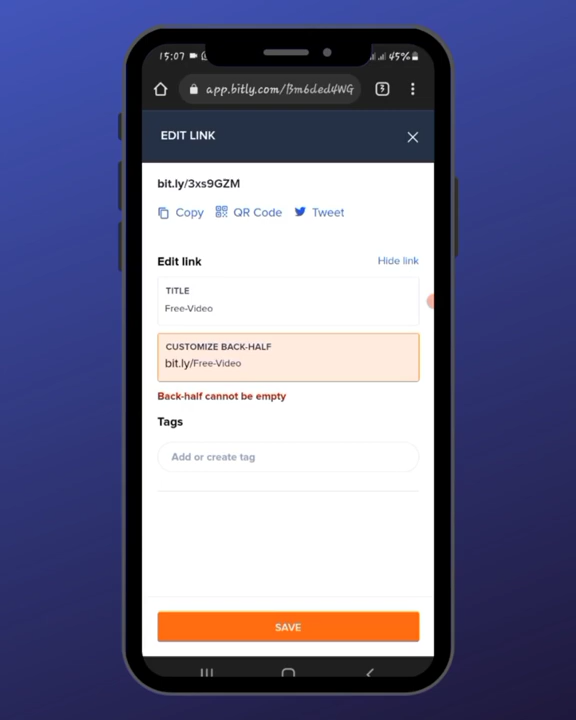 15:07
45%
app.bitly.com/Bm6ded4WG
EDIT LINK
bit.ly/3xs9GZM
Copy QR Code Tweet
Edit link Hide link
TITLE
Free-Video
CUSTOMIZE BACK-HALF
bit.ly/Free-Video
Back-half cannot be empty
Tags
Add or create tag
SAVE